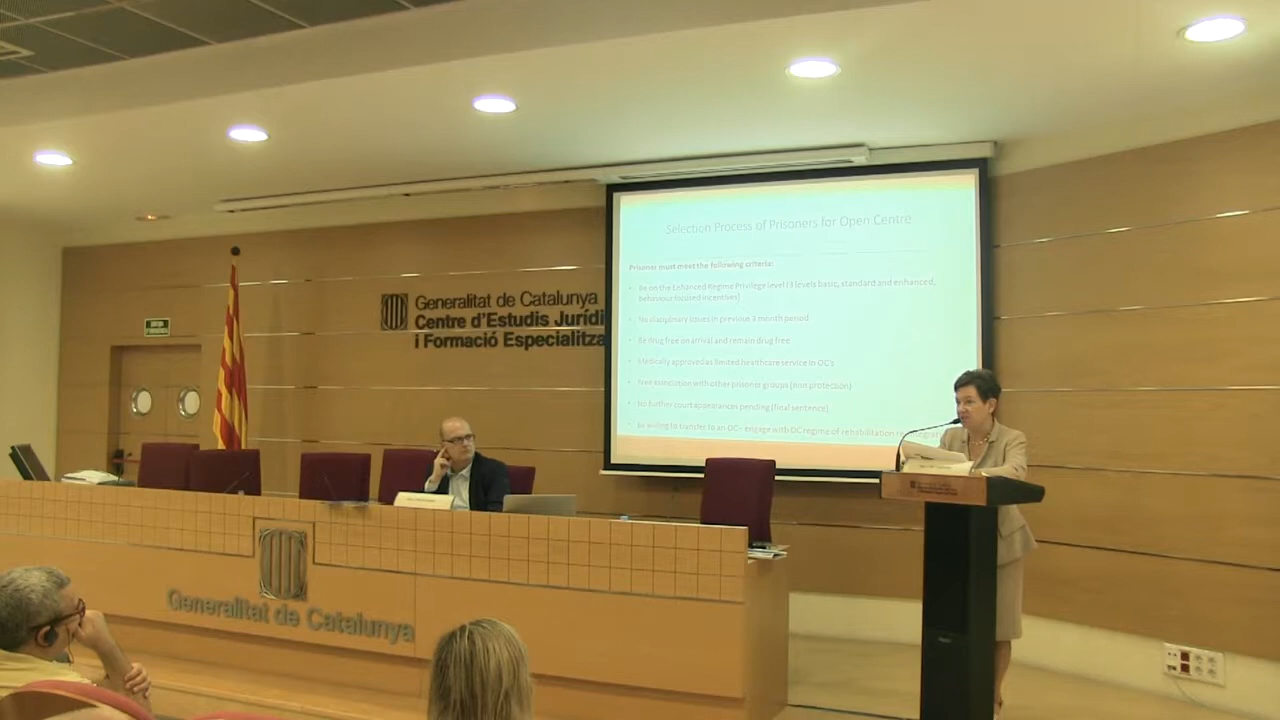 Generalitat de Catalunya
Centre d'Estudis Jurídi
i Formació Especialitza
Selection Process of Prisoners for Open Centre
Prisoner must meet the following criteria:
Be on the Enhanced Regime Privilege level (3 levels basic, standard and enhanced,
behaviour focused incentives)
No disciplinary issues in previous 3 month period
Be drug free on arrival and remain drug free
Medically approved as limited healthcare service in OC's
Free association with other prisoner groups (non protection)
No further court appearances pending (final sentence)
Be willing to transfer to an OC – engage with OC regime of rehabilitation
Generalitat de Catalunya